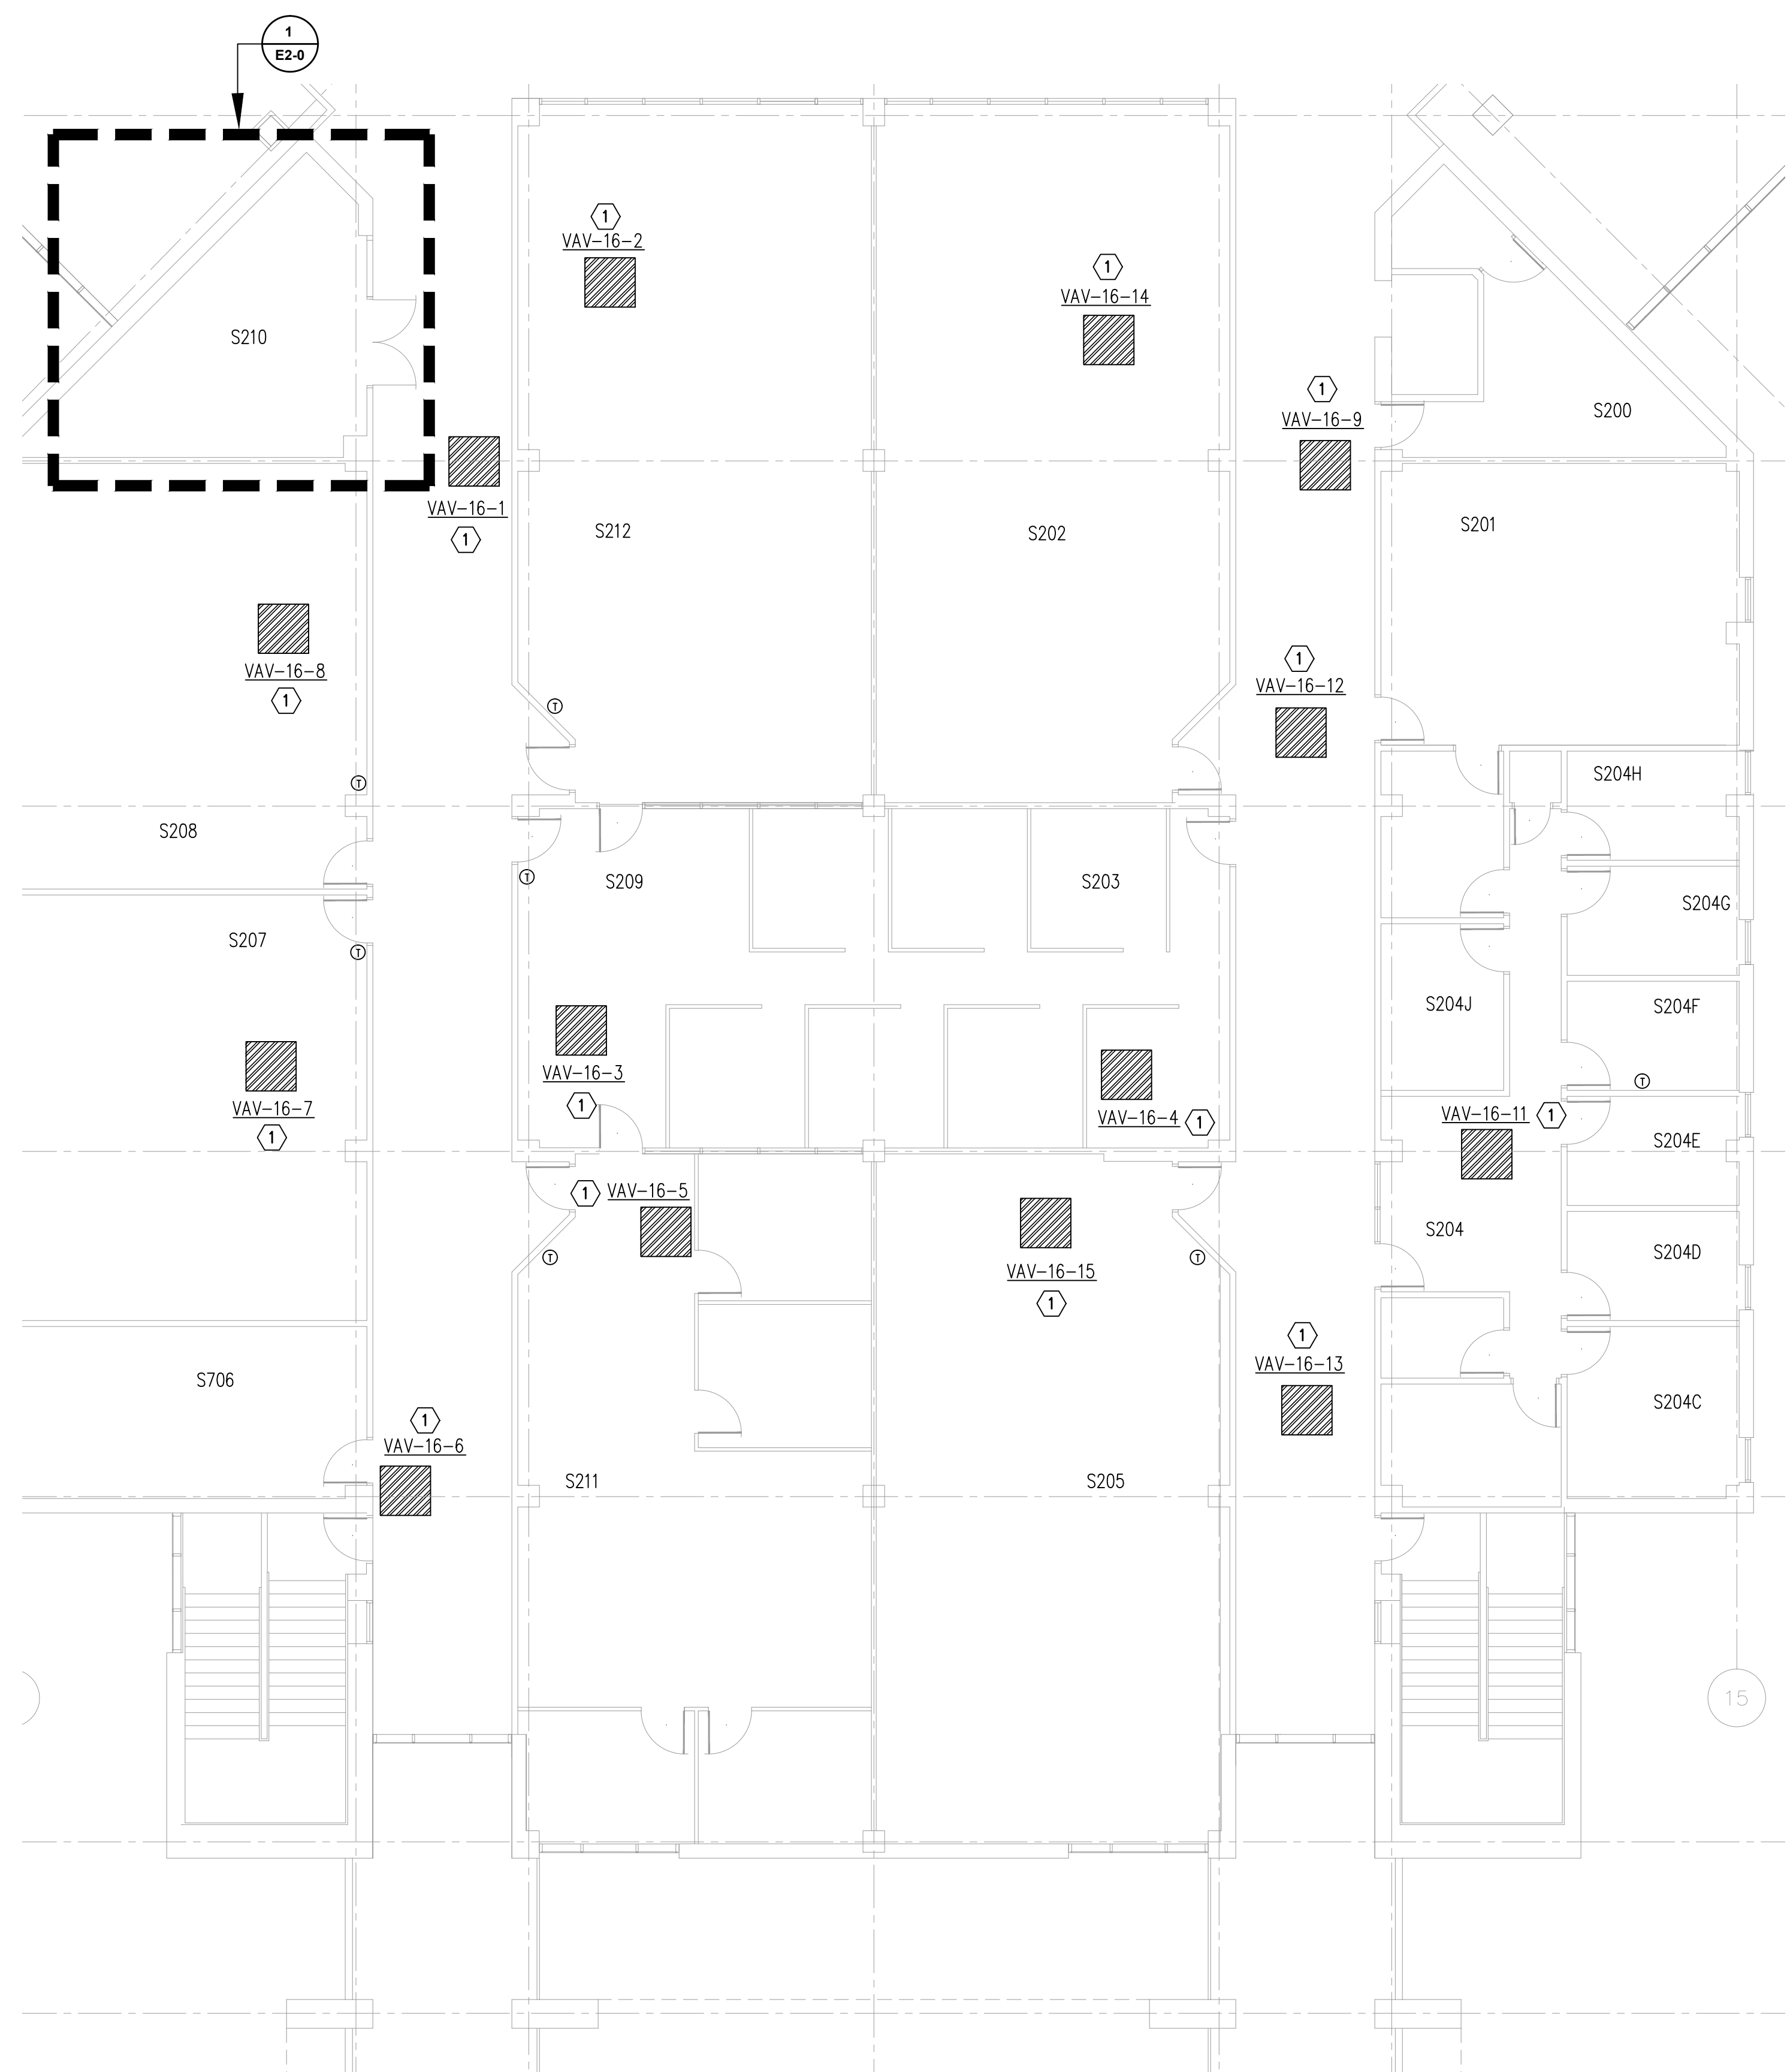 1
E2-0
1
VAV-16-2
1
VAV-16-14
S210
1
VAV-16-9
S200
VAV-16-1
1
S212
S202
S201
VAV-16-8
1
1
VAV-16-12
T
T
S204H
S208
T
S209
S203
S204G
S207
T
S204J
S204F
VAV-16-3
1
T
VAV-16-7
1
VAV-16-4
1
VAV-16-11
1
S204E
1
VAV-16-5
S204
S204D
T
T
VAV-16-15
1
1
VAV-16-13
S706
S204C
1
VAV-16-6
S211
S205
15